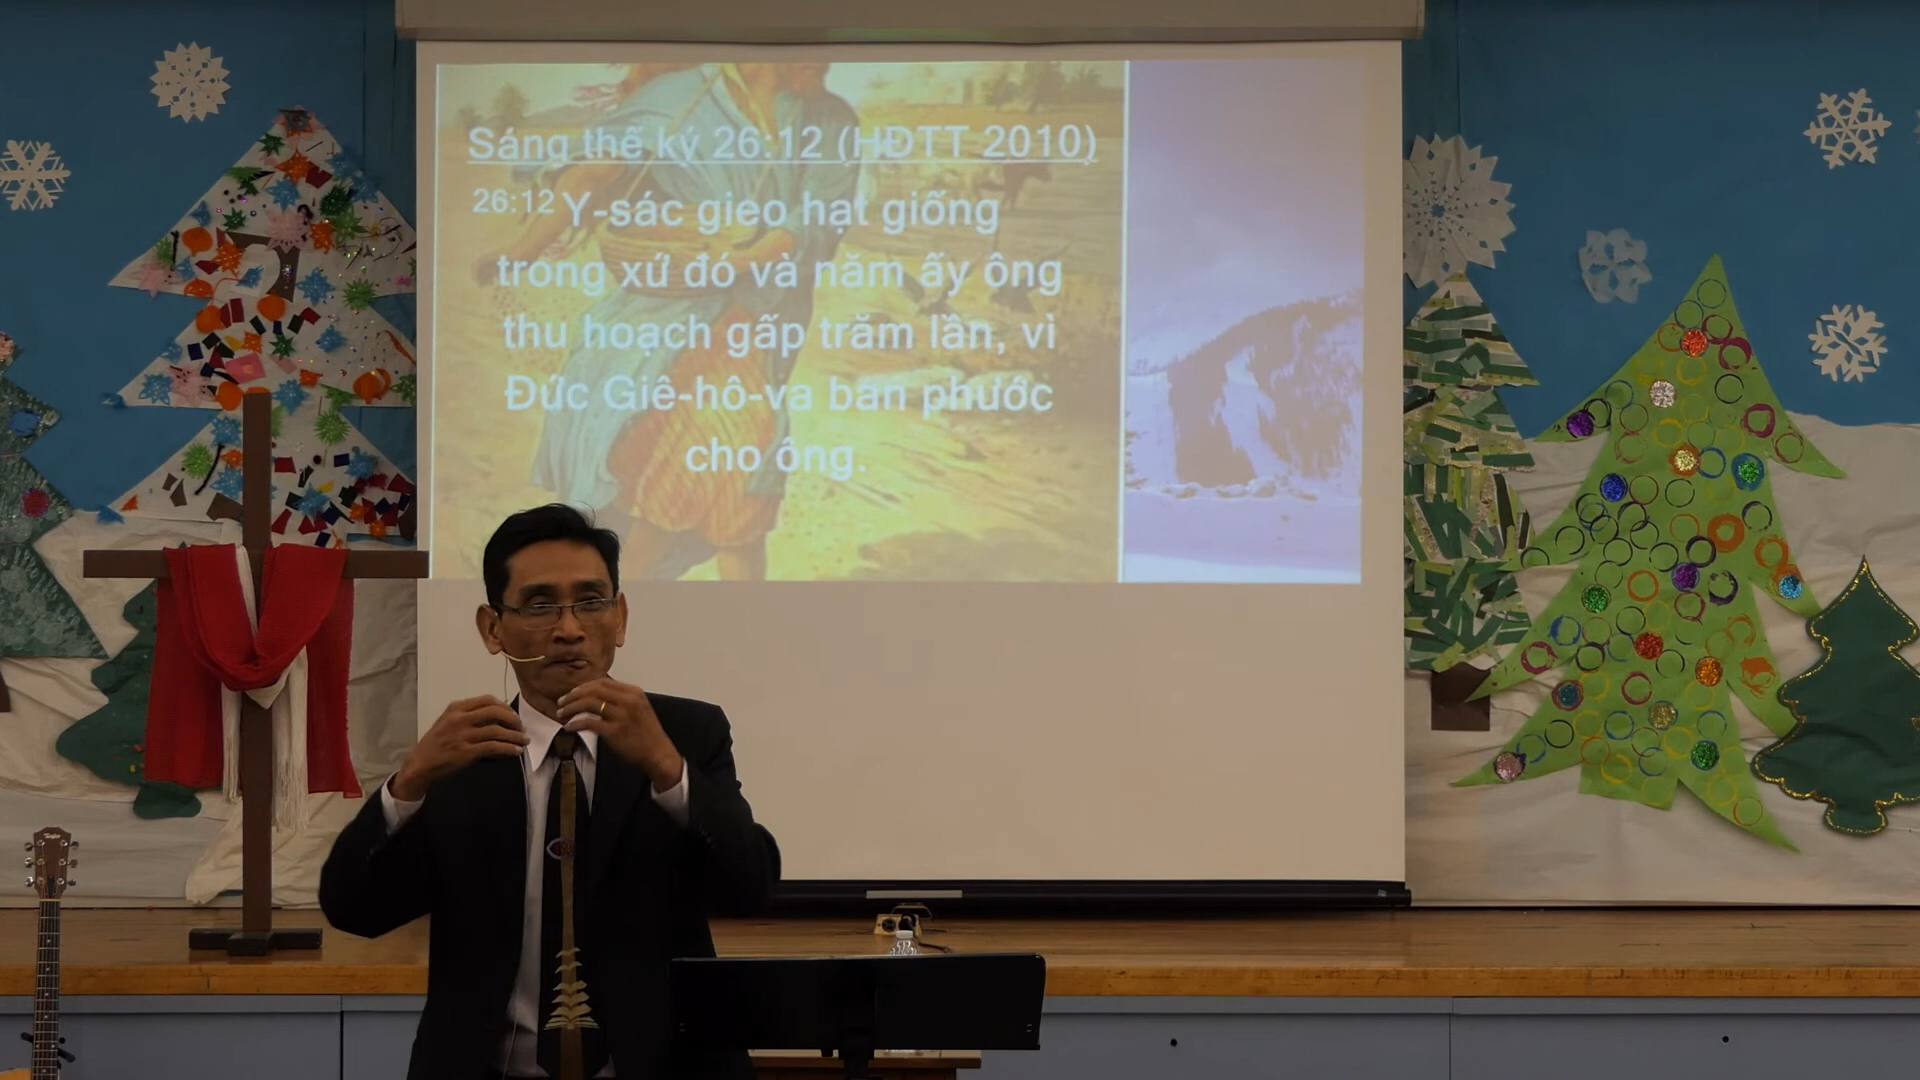 Sáng thế ký 26:12 (HĐTT 2010)
26:12 Y-sác gieo hạt giống
trong xứ đó và năm ấy ông
thu hoạch gấp trăm lần, vì
Đức Giê-hô-va ban phước
cho ông.
Taylor